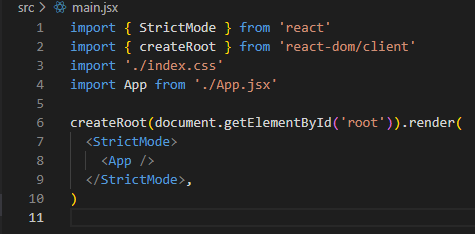 src > main.jsx
1 import { StrictMode } from 'react'
2 import { createRoot } from 'react-dom/client'
3 import './index.css'
4 import App from './App.jsx'
5
6 createRoot(document.getElementById('root')).render(
7   <StrictMode>
8     <App />
9   </StrictMode>,
10 )
11